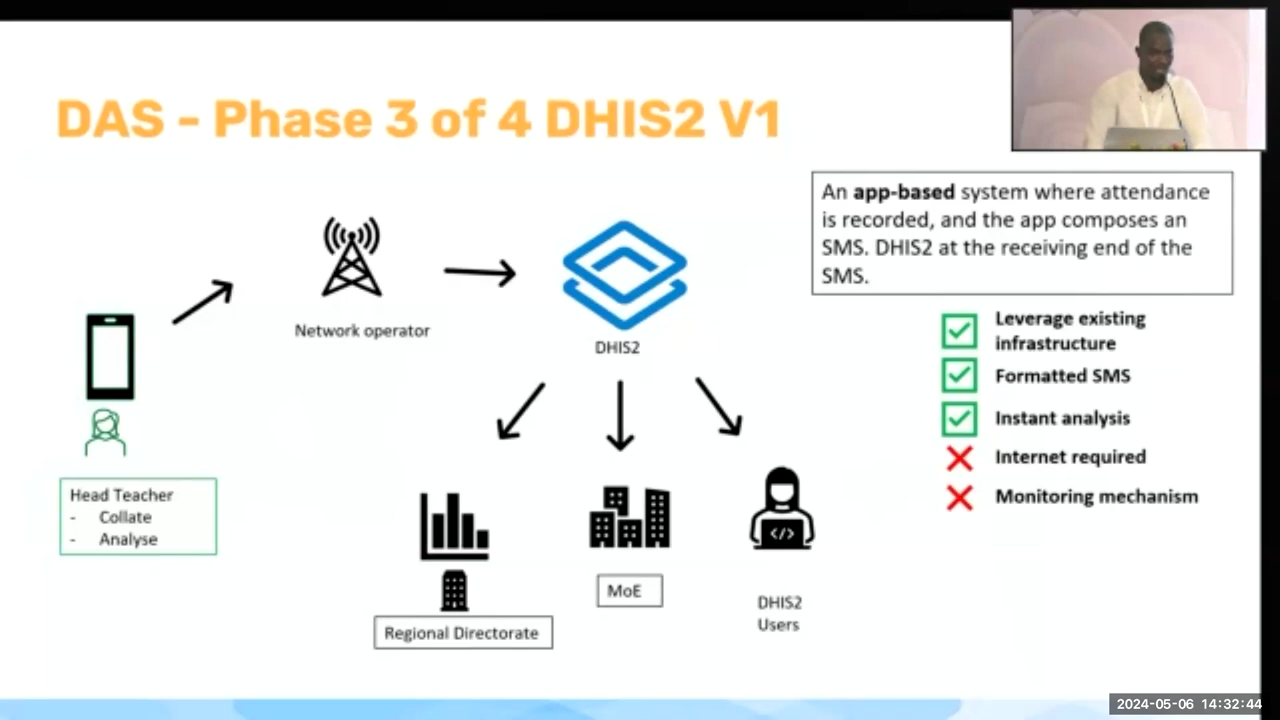 DAS - Phase 3 of 4 DHIS2 V1
An app-based system where attendance
is recorded, and the app composes an
SMS. DHIS2 at the receiving end of the
SMS.
Network operator
DHIS2
Leverage existing
infrastructure
Formatted SMS
Instant analysis
Internet required
Monitoring mechanism
Head Teacher
- Collate
- Analyse
</>
MoE
DHIS2
Users
Regional Directorate
2024-05-06 14:32:44